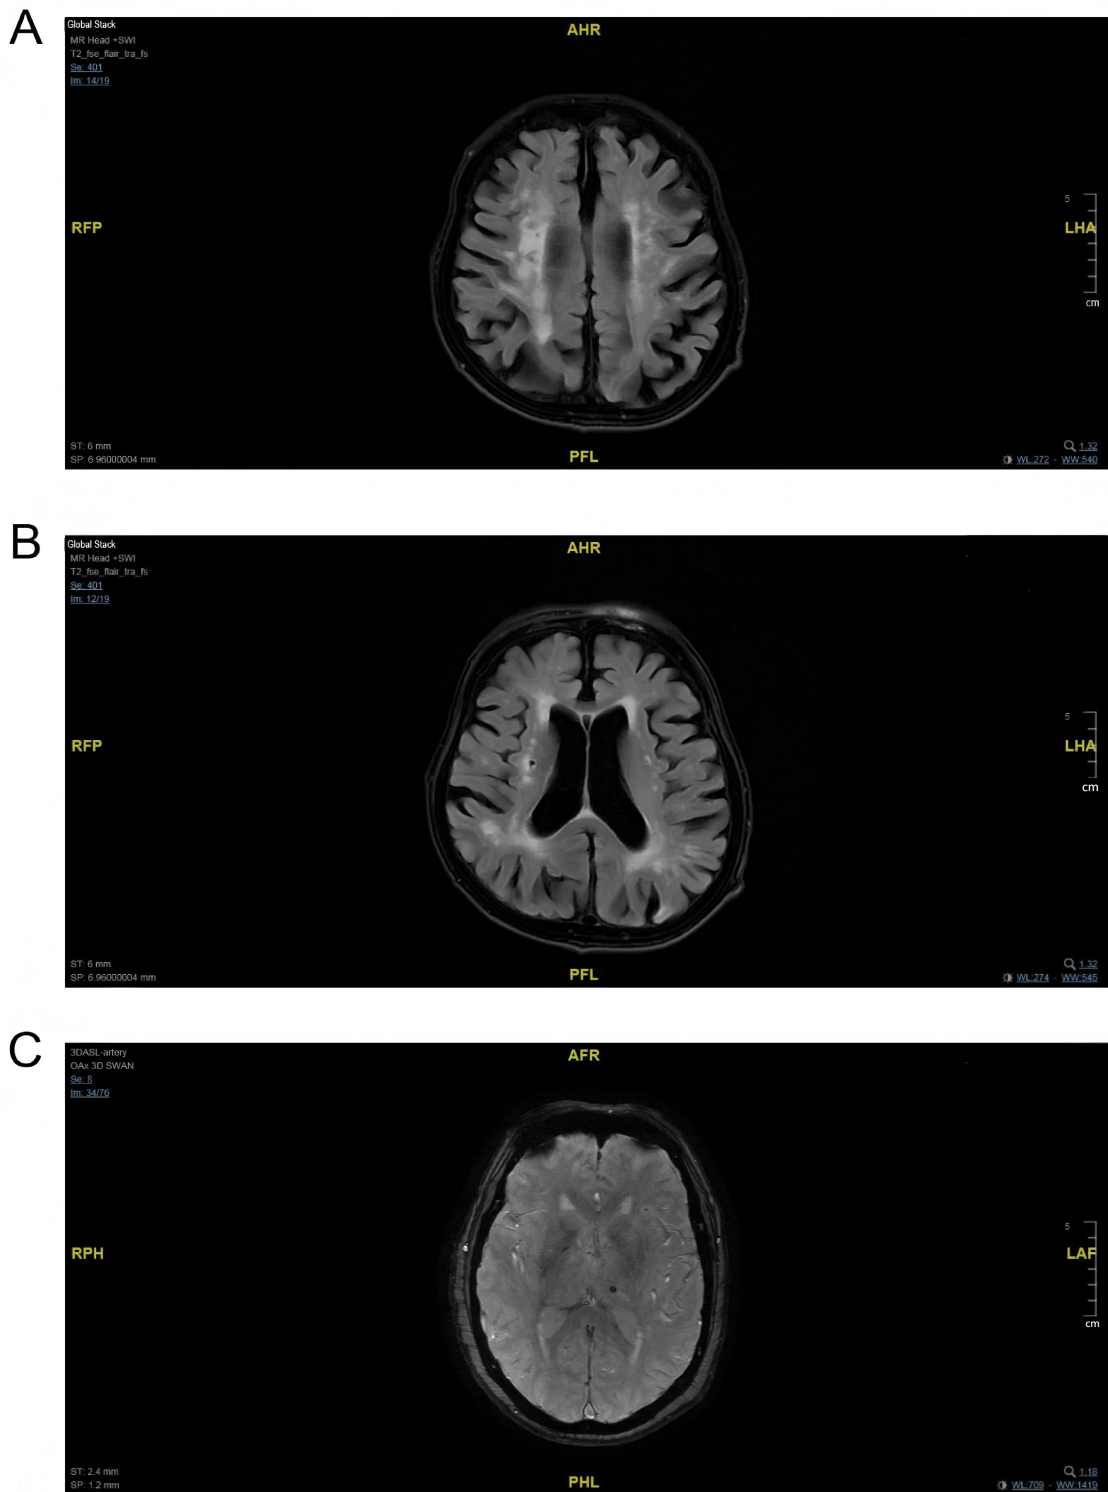 A
Global Stack
MR Head +SWI
T2_fse_flair_tra_fs
Se: 401
Im: 14/19
AHR
RFP
5
LHA
cm
PFL
ST: 6 mm
SP: 6.96000004 mm
1.32
WL:272 - WW:540
B
Global Stack
MR Head +SWI
T2_fse_flair_tra_fs
Se: 401
Im: 12/19
AHR
RFP
5
LHA
cm
PFL
ST: 6 mm
SP: 6.96000004 mm
1.32
WL:274 - WW:545
C
3DASL-artery
OAx 3D SWAN
Se: 8
Im: 34/76
AFR
RPH
5
LAF
cm
PHL
ST: 2.4 mm
SP: 1.2 mm
1.18
WL:709 - WW:1419